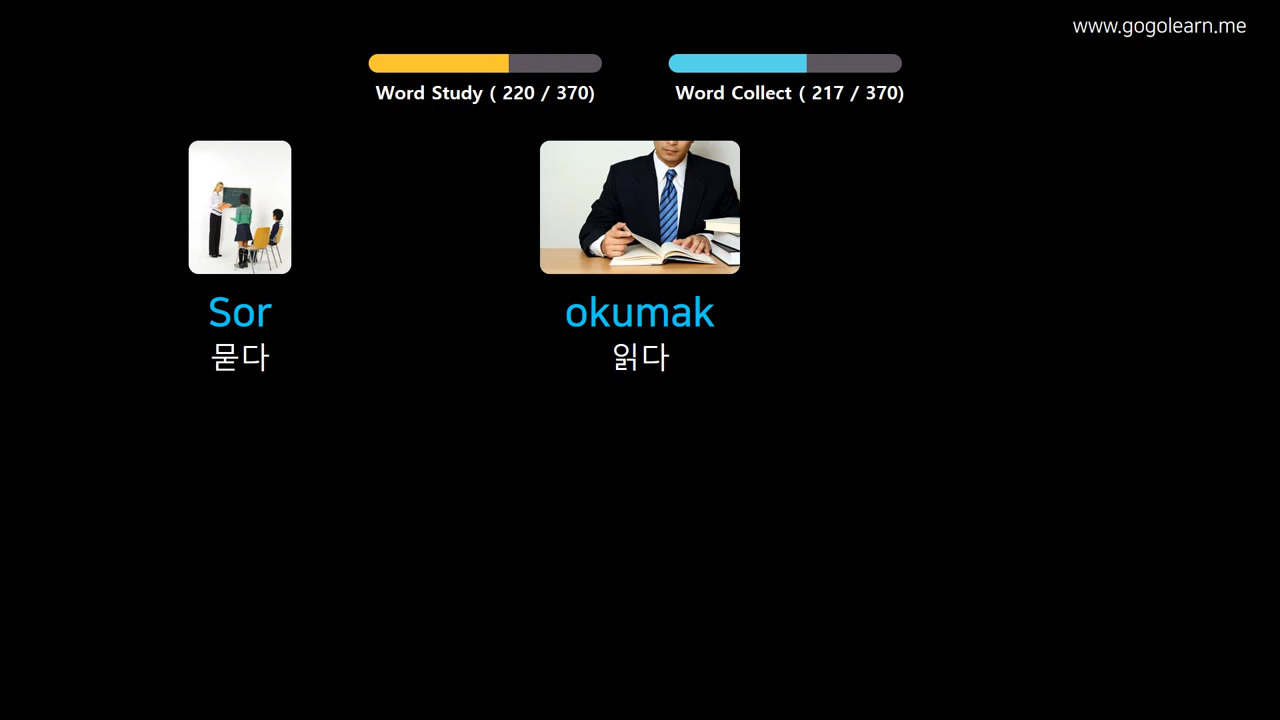 www.gogolearn.me
Word Study ( 220 / 370)
Word Collect ( 217 / 370)
Sor
묻다
okumak
읽다